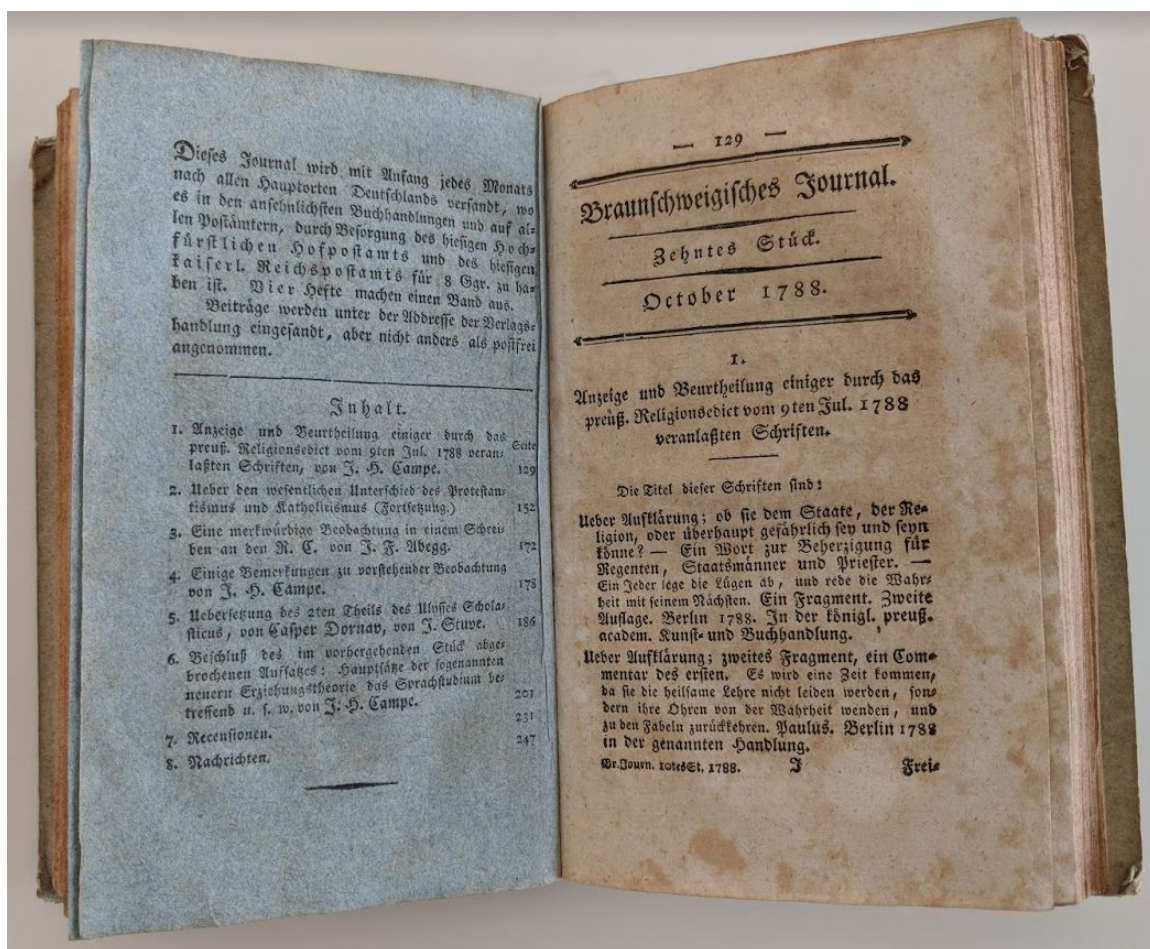 Dieses Journal wird mit Anfang jedes Monats
nach allen Hauptorten Deutschlands versandt, wo
es in den ansehnlichsten Buchhandlungen und auf al=
len Postämtern, durch Besorgung des hiesigen Hoch=
fürstlichen Hofpostamts und des hiesigen
kaiserl. Reichspostamts für 8 Ggr. zu ha=
ben ist. Vier Hefte machen einen Band aus.
Beiträge werden unter der Addresse der Verlags=
handlung eingesandt, aber nicht anders als postfrei
angenommen.
Inhalt.
1. Anzeige und Beurtheilung einiger durch das
preuß. Religionsedict vom 9ten Jul. 1788 veran= Seite
laßten Schriften, von J. H. Campe. 129
2. Ueber den wesentlichen Unterschied des Protestan=
tismus und Katholicismus (Fortsetzung.) 152
3. Eine merkwürdige Beobachtung in einem Schrei
ben an den R. C. von J. F. Abegg. 172
4. Einige Bemerkungen zu vorstehender Beobachtung
von J. H. Campe. 178
5. Uebersetzung des 2ten Theils des Ulysses Schola=
sticus, von Casper Dornav, von J. Stuve. 186
6. Beschluß des im vorhergehenden Stück abge=
brochenen Aufsatzes: Hauptsätze der sogenannten
neuern Erziehungstheorie das Sprachstudium be=
treffend u. s. w. von J. H. Campe. 201
7. Recensionen. 231
8. Nachrichten. 247
— 129 —
Braunschweigisches Journal.
Zehntes Stück.
October 1788.
1.
Anzeige und Beurtheilung einiger durch das
preuß. Religionsedict vom 9ten Jul. 1788
veranlaßten Schriften.
Die Titel dieser Schriften sind:
Ueber Aufklärung; ob sie dem Staate, der Re=
ligion, oder überhaupt gefährlich sey und seyn
könne? — Ein Wort zur Beherzigung für
Regenten, Staatsmänner und Priester. —
Ein Jeder lege die Lügen ab, und rede die Wahr=
heit mit seinem Nächsten. Ein Fragment. Zweite
Auflage. Berlin 1788. In der königl. preuß.
academ. Kunst= und Buchhandlung.
Ueber Aufklärung; zweites Fragment, ein Com=
mentar des ersten. Es wird eine Zeit kommen,
da sie die heilsame Lehre nicht leiden werden, son=
dern ihre Ohren von der Wahrheit wenden, und
zu den Fabeln zurückkehren. Paulus. Berlin 1788
in der genannten Handlung.
Br. Journ. 10tes St. 1788. J Frei=